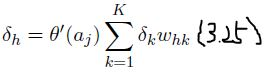 δ_h = θ'(a_j) ∑_{k=1}^{K} δ_k w_{hk} {3.25}